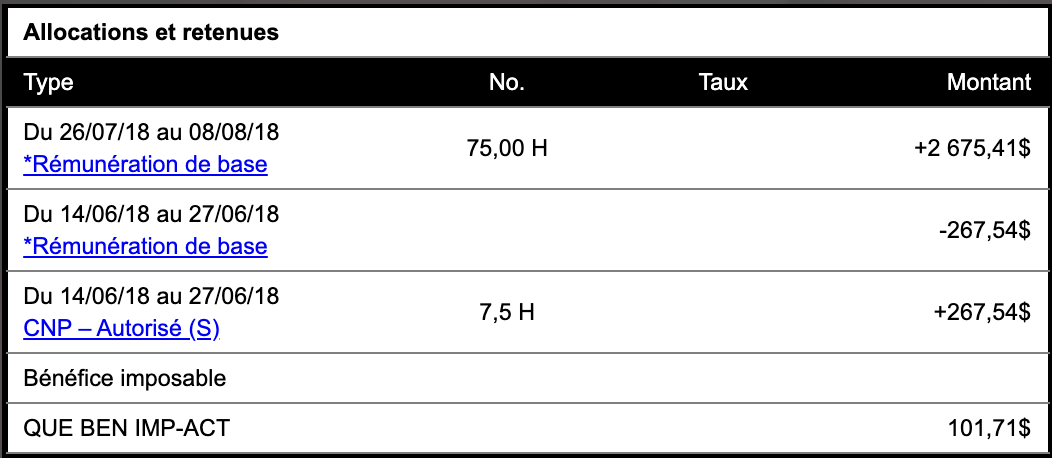 Allocations et retenues
Type No. Taux Montant
Du 26/07/18 au 08/08/18
*Rémunération de base 75,00 H +2 675,41$
Du 14/06/18 au 27/06/18
*Rémunération de base -267,54$
Du 14/06/18 au 27/06/18
CNP – Autorisé (S) 7,5 H +267,54$
Bénéfice imposable
QUE BEN IMP-ACT 101,71$